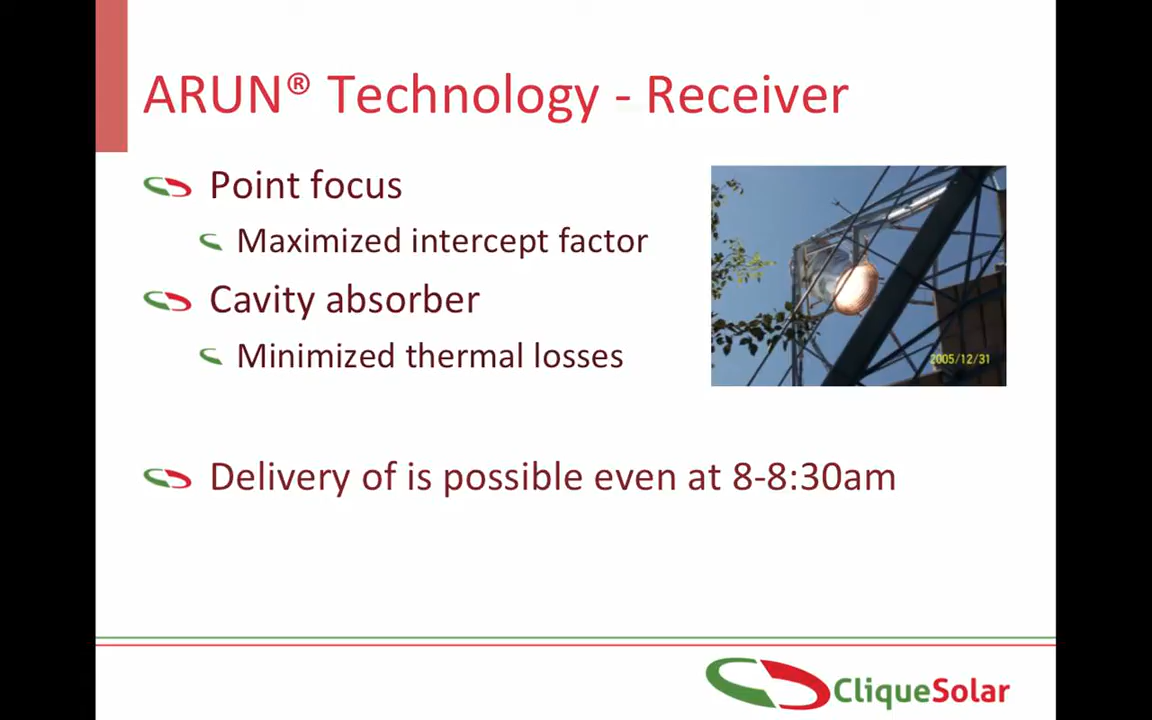 ARUN® Technology - Receiver
Point focus
Maximized intercept factor
Cavity absorber
Minimized thermal losses
2005/12/31
Delivery of is possible even at 8-8:30am
CliqueSolar